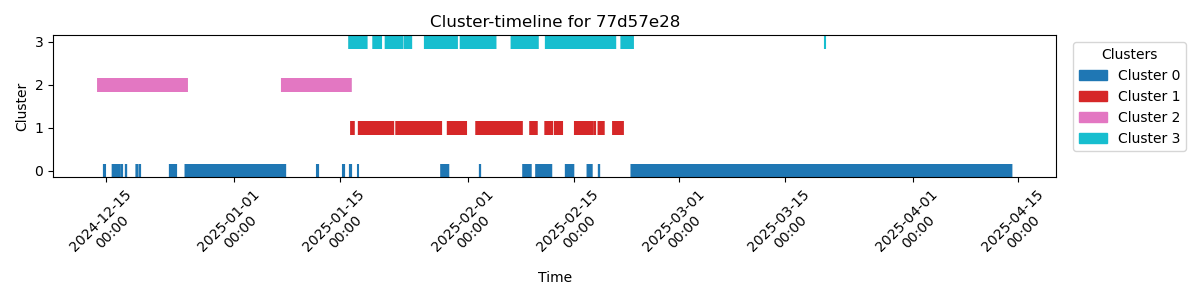 Cluster-timeline for 77d57e28
Cluster
3
2
1
0
2024-12-15
00:00
2025-01-01
00:00
2025-01-15
00:00
2025-02-01
00:00
2025-02-15
00:00
2025-03-01
00:00
2025-03-15
00:00
2025-04-01
00:00
2025-04-15
00:00
Time
Clusters
Cluster 0
Cluster 1
Cluster 2
Cluster 3